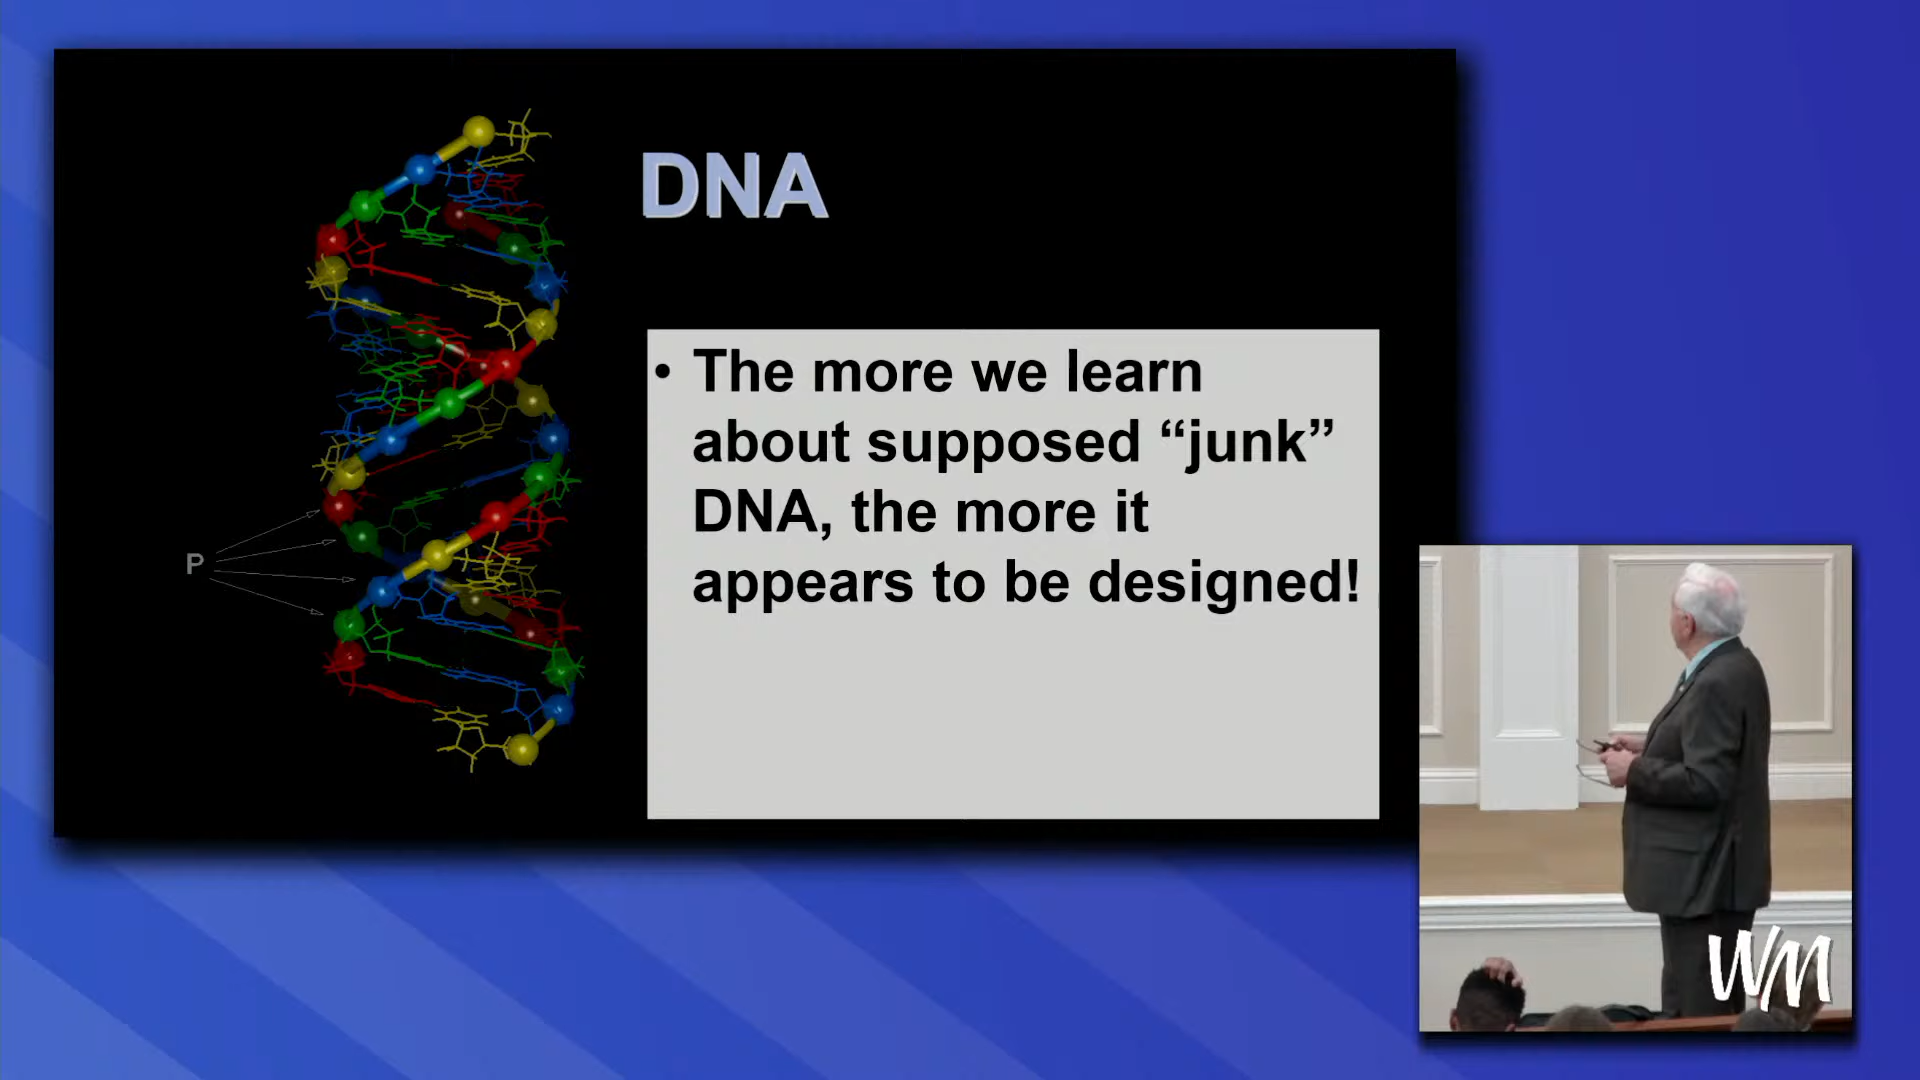 DNA
• The more we learn
about supposed “junk”
DNA, the more it
appears to be designed!
P
WM